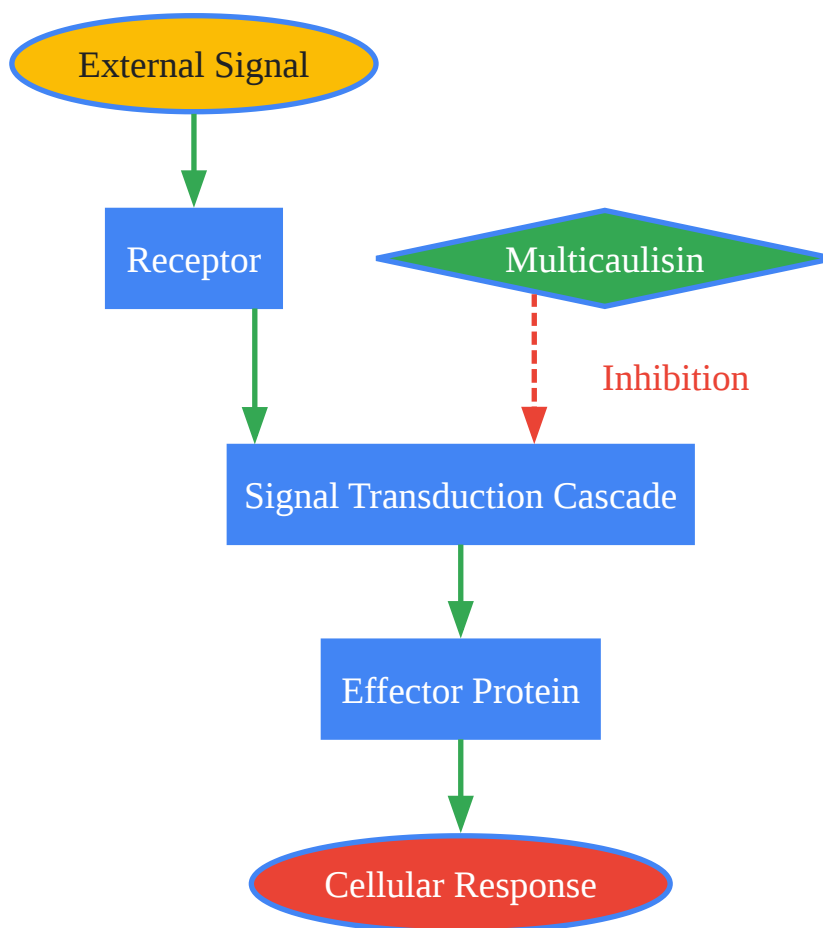 External Signal
Receptor
Multicaulisin
Inhibition
Signal Transduction Cascade
Effector Protein
Cellular Response